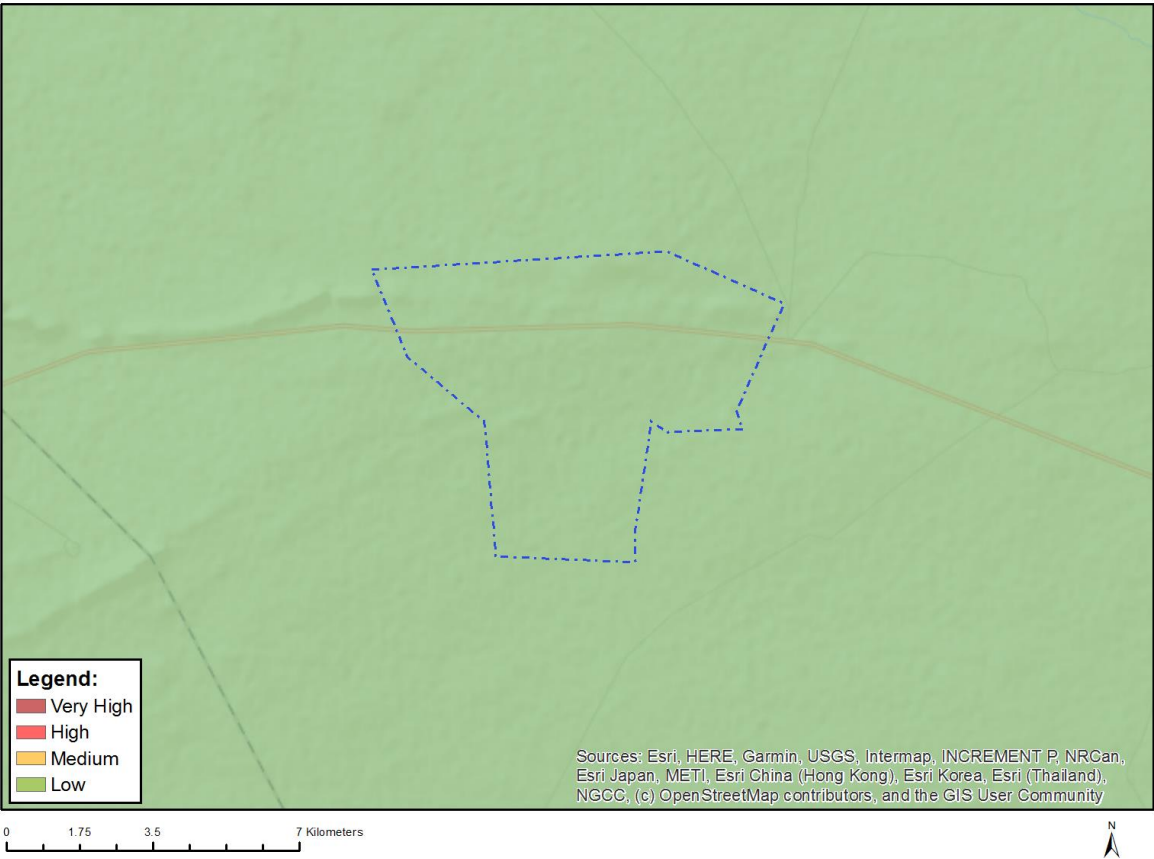 Legend:
Very High
High
Medium
Low
Sources: Esri, HERE, Garmin, USGS, Intermap, INCREMENT P, NRCan,
Esri Japan, METI, Esri China (Hong Kong), Esri Korea, Esri (Thailand),
NGCC, (c) OpenStreetMap contributors, and the GIS User Community
0 1.75 3.5 7 Kilometers
N